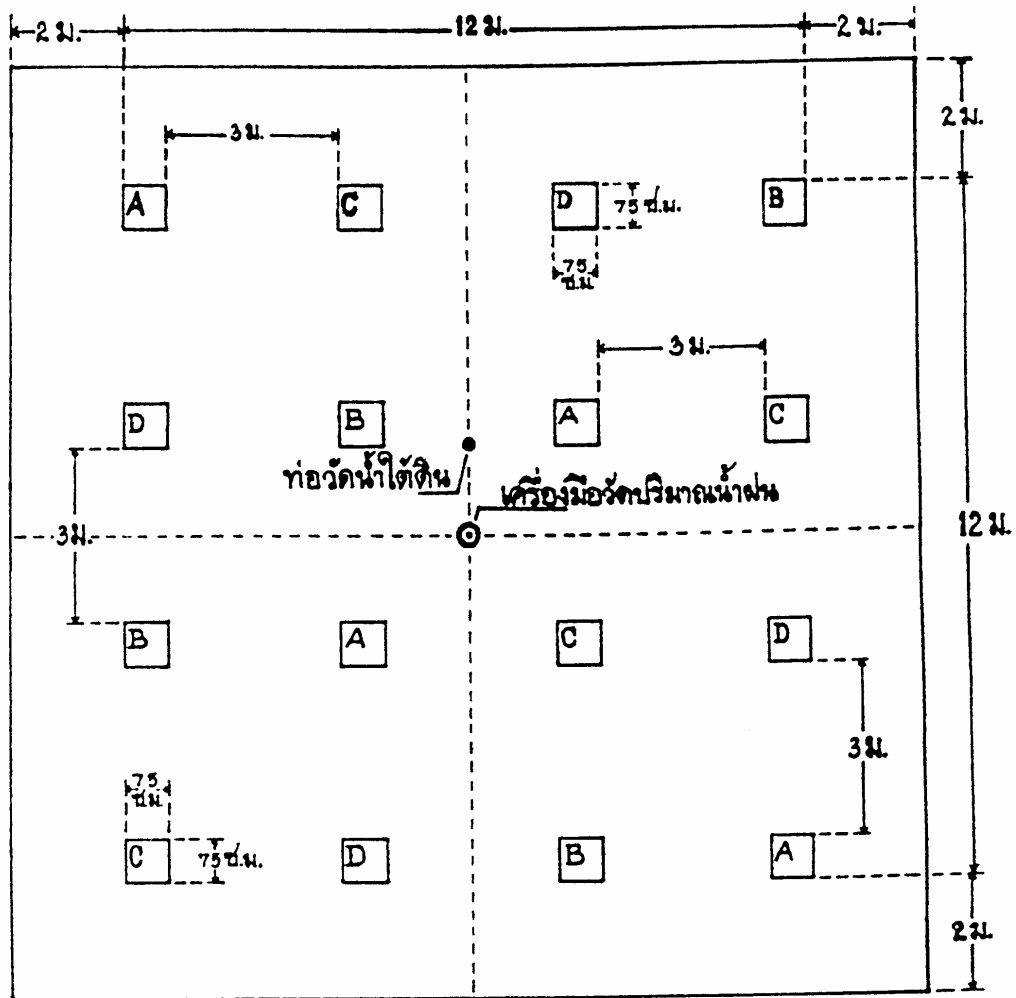 2 ม. 12 ม. 2 ม.
2 ม.
3 ม.
A C D B
75 ซ.ม.
75
ซ.ม
3 ม.
D B A C
ท่อวัดน้ำใต้ดิน
เครื่องมือวัดปริมาณน้ำฝน
3 ม.
12 ม.
B A C D
3 ม.
75
ซ.ม.
C D B A
75 ซ.ม.
2 ม.